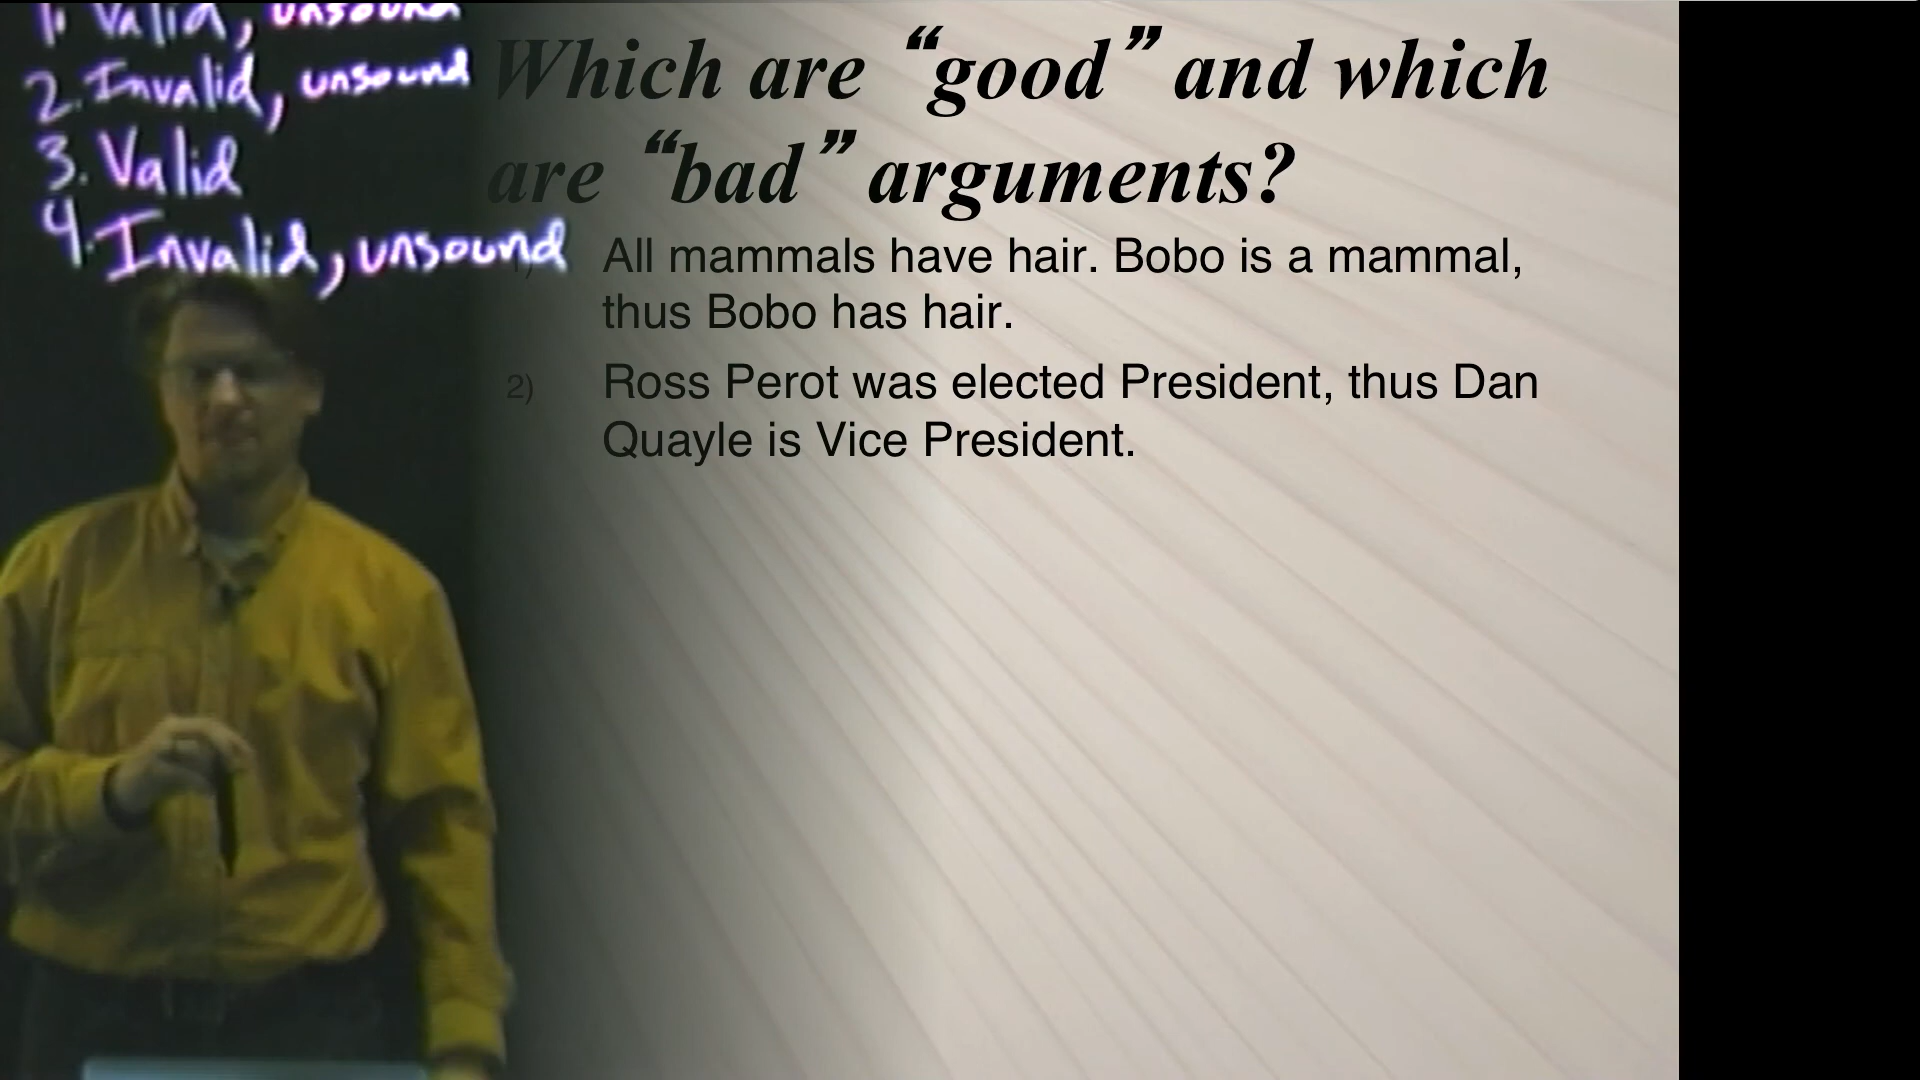 1. Valid, unsound
2. Invalid, unsound
3. Valid
4. Invalid, unsound
Which are “good” and which
are “bad” arguments?
1) All mammals have hair. Bobo is a mammal,
thus Bobo has hair.
2) Ross Perot was elected President, thus Dan
Quayle is Vice President.